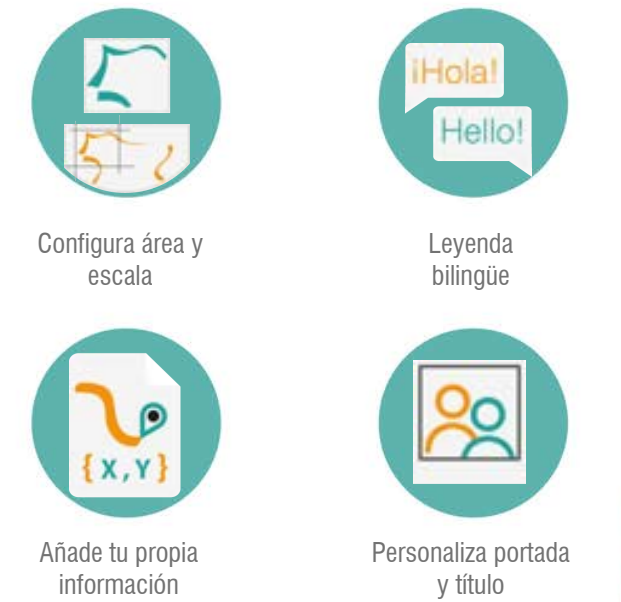 ¡Hola!
Hello!
Configura área y
escala
Leyenda
bilingüe
{X,Y}
Añade tu propia
información
Personaliza portada
y título